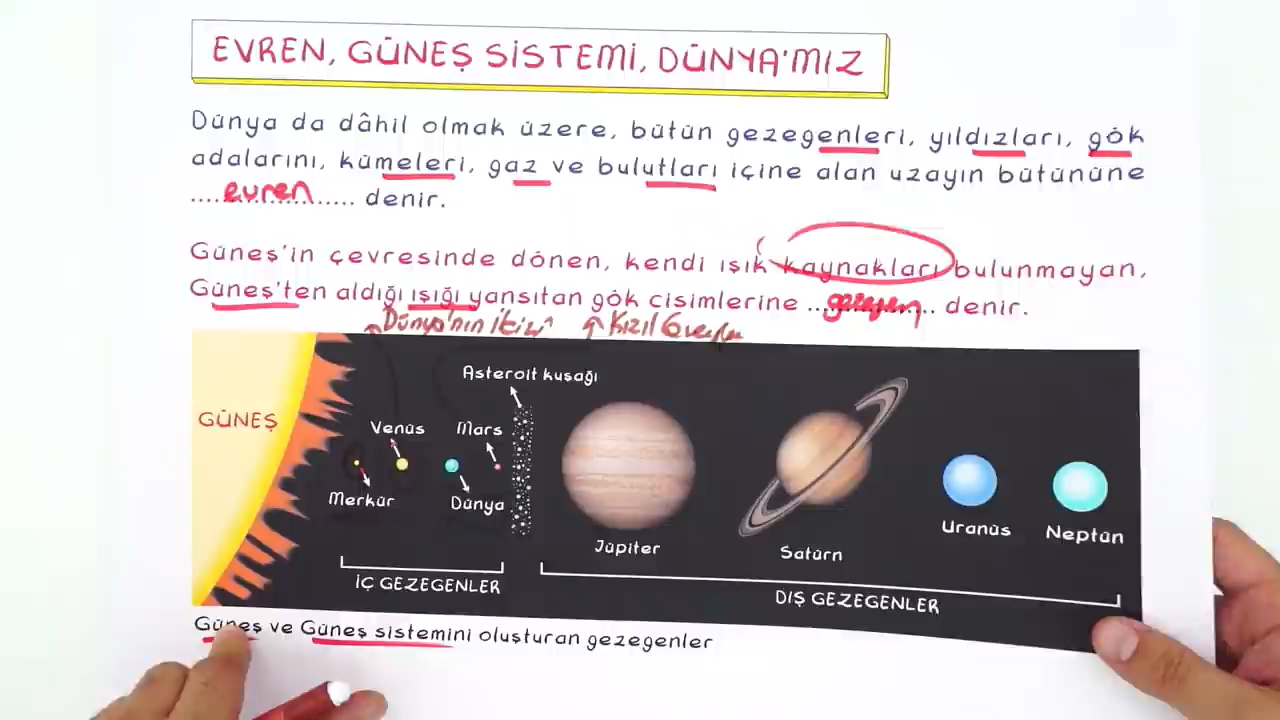 EVREN, GÜNEŞ SİSTEMİ, DÜNYA'MIZ
Dünya da dâhil olmak üzere, bütün gezegenleri, yıldızları, gök
adalarını, kümeleri, gaz ve bulutları içine alan uzayın bütününe
....evren..... denir.
Güneş'in çevresinde dönen, kendi ışık kaynakları bulunmayan,
Güneş'ten aldığı ışığı yansıtan gök cisimlerine ...gezegen... denir.
Dünya'nın ikizi Kızıl Gezegen
Asteroit kuşağı
GÜNEŞ
Venüs Mars
Merkür Dünya
Jüpiter Satürn Uranüs Neptün
İÇ GEZEGENLER
DIŞ GEZEGENLER
Güneş ve Güneş sistemini oluşturan gezegenler